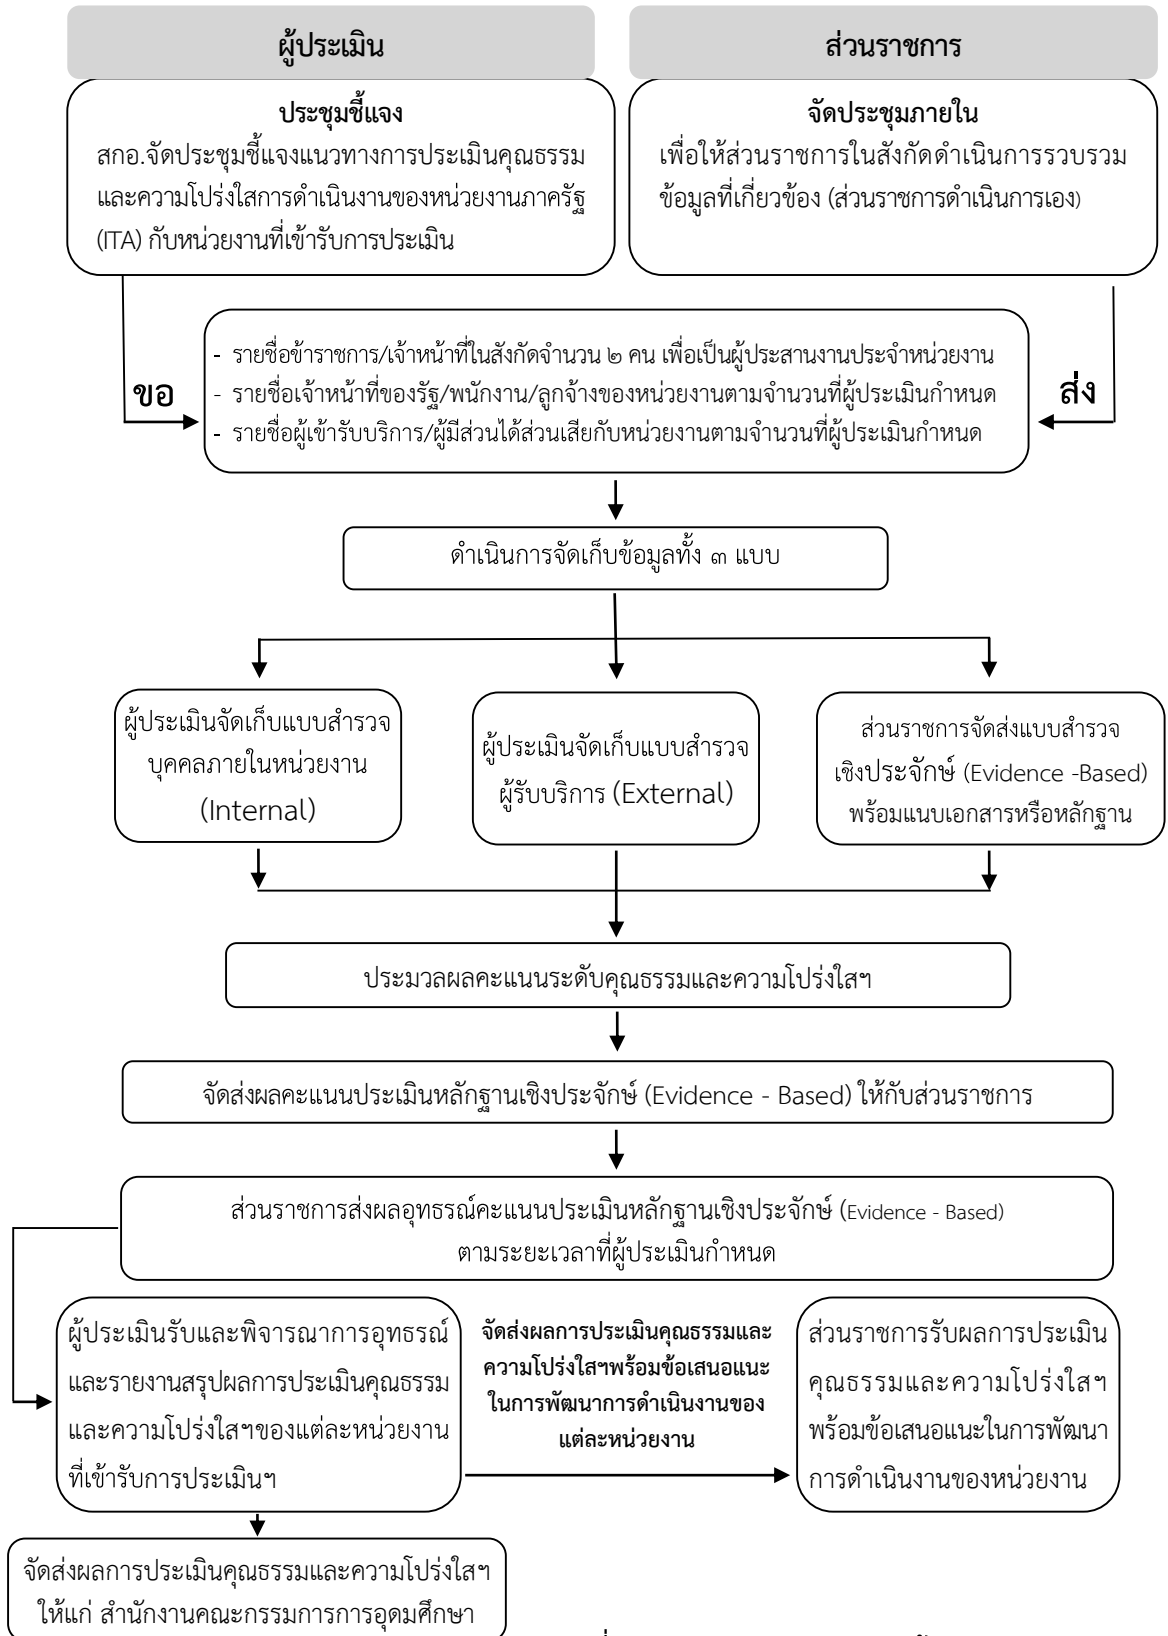 ผู้ประเมิน
ส่วนราชการ
ประชุมชี้แจง
สกอ.จัดประชุมชี้แจงแนวทางการประเมินคุณธรรม
และความโปร่งใสการดำเนินงานของหน่วยงานภาครัฐ
(ITA) กับหน่วยงานที่เข้ารับการประเมิน
จัดประชุมภายใน
เพื่อให้ส่วนราชการในสังกัดดำเนินการรวบรวม
ข้อมูลที่เกี่ยวข้อง (ส่วนราชการดำเนินการเอง)
ขอ
- รายชื่อข้าราชการ/เจ้าหน้าที่ในสังกัดจำนวน ๒ คน เพื่อเป็นผู้ประสานงานประจำหน่วยงาน
- รายชื่อเจ้าหน้าที่ของรัฐ/พนักงาน/ลูกจ้างของหน่วยงานตามจำนวนที่ผู้ประเมินกำหนด
- รายชื่อผู้เข้ารับบริการ/ผู้มีส่วนได้ส่วนเสียกับหน่วยงานตามจำนวนที่ผู้ประเมินกำหนด
ส่ง
ดำเนินการจัดเก็บข้อมูลทั้ง ๓ แบบ
ผู้ประเมินจัดเก็บแบบสำรวจ
บุคคลภายในหน่วยงาน
(Internal)
ผู้ประเมินจัดเก็บแบบสำรวจ
ผู้รับบริการ (External)
ส่วนราชการจัดส่งแบบสำรวจ
เชิงประจักษ์ (Evidence -Based)
พร้อมแนบเอกสารหรือหลักฐาน
ประมวลผลคะแนนระดับคุณธรรมและความโปร่งใสฯ
จัดส่งผลคะแนนประเมินหลักฐานเชิงประจักษ์ (Evidence - Based) ให้กับส่วนราชการ
ส่วนราชการส่งผลอุทธรณ์คะแนนประเมินหลักฐานเชิงประจักษ์ (Evidence - Based)
ตามระยะเวลาที่ผู้ประเมินกำหนด
ผู้ประเมินรับและพิจารณาการอุทธรณ์
และรายงานสรุปผลการประเมินคุณธรรม
และความโปร่งใสฯของแต่ละหน่วยงาน
ที่เข้ารับการประเมินฯ
จัดส่งผลการประเมินคุณธรรมและ
ความโปร่งใสฯพร้อมข้อเสนอแนะ
ในการพัฒนาการดำเนินงานของ
แต่ละหน่วยงาน
ส่วนราชการรับผลการประเมิน
คุณธรรมและความโปร่งใสฯ
พร้อมข้อเสนอแนะในการพัฒนา
การดำเนินงานของหน่วยงาน
จัดส่งผลการประเมินคุณธรรมและความโปร่งใสฯ
ให้แก่ สำนักงานคณะกรรมการการอุดมศึกษา